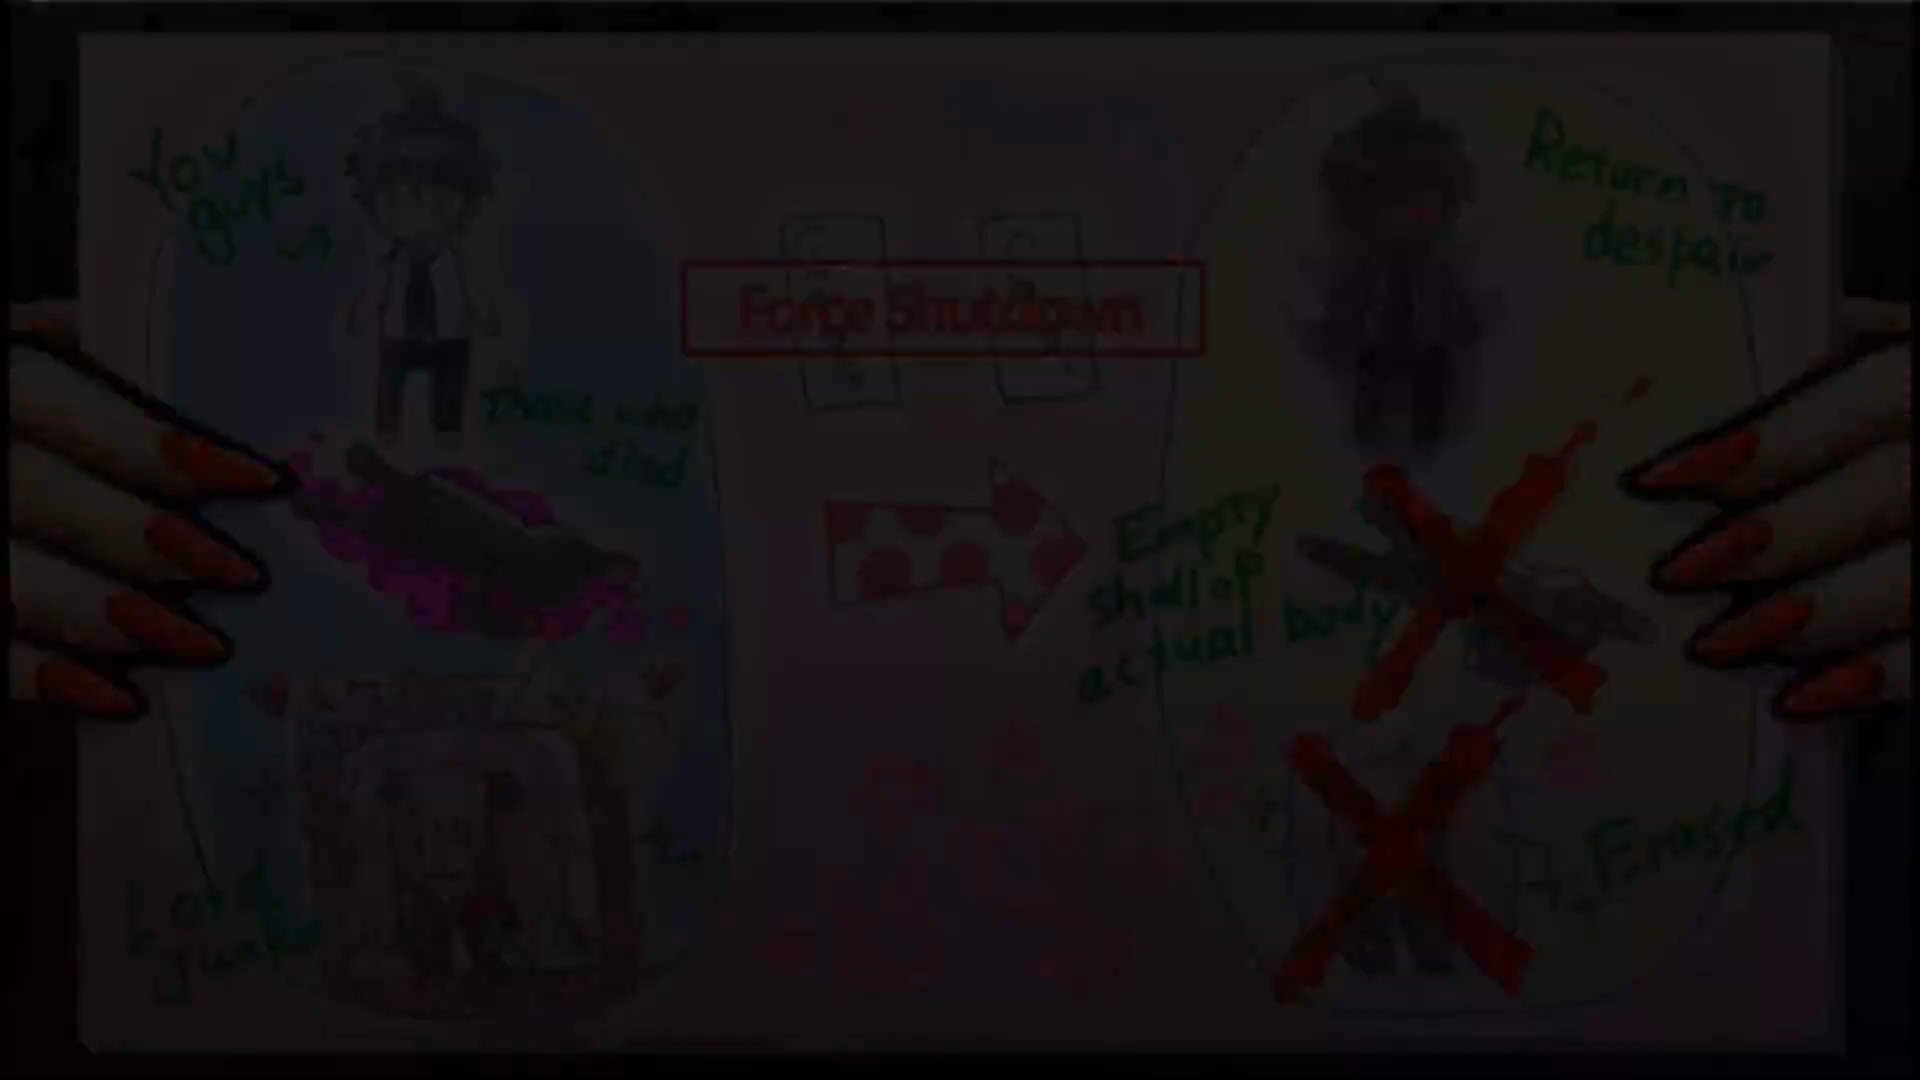 You
guys
Those who
died
Force Shutdown
Return to
despair
Empty
shell of
actual body
Erased